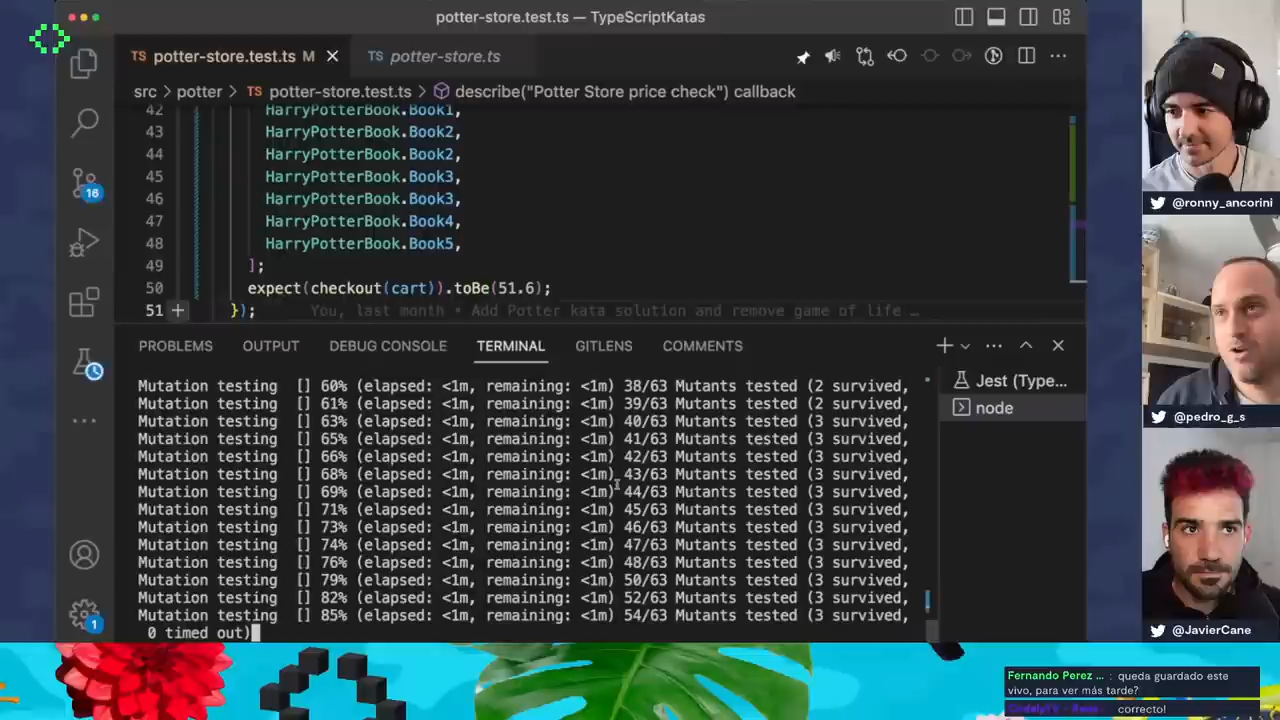 potter-store.test.ts — TypeScriptKatas
TS potter-store.test.ts M
TS potter-store.ts
src > potter > TS potter-store.test.ts > describe("Potter Store price check") callback
42 HarryPotterBook.Book1,
43 HarryPotterBook.Book2,
44 HarryPotterBook.Book2,
45 HarryPotterBook.Book3,
46 HarryPotterBook.Book3,
47 HarryPotterBook.Book4,
48 HarryPotterBook.Book5,
49 ];
50 expect(checkout(cart)).toBe(51.6);
51 }); You, last month • Add Potter kata solution and remove game of life …
16
1
PROBLEMS OUTPUT DEBUG CONSOLE TERMINAL GITLENS COMMENTS
Mutation testing [] 60% (elapsed: <1m, remaining: <1m) 38/63 Mutants tested (2 survived,
Mutation testing [] 61% (elapsed: <1m, remaining: <1m) 39/63 Mutants tested (2 survived,
Mutation testing [] 63% (elapsed: <1m, remaining: <1m) 40/63 Mutants tested (3 survived,
Mutation testing [] 65% (elapsed: <1m, remaining: <1m) 41/63 Mutants tested (3 survived,
Mutation testing [] 66% (elapsed: <1m, remaining: <1m) 42/63 Mutants tested (3 survived,
Mutation testing [] 68% (elapsed: <1m, remaining: <1m) 43/63 Mutants tested (3 survived,
Mutation testing [] 69% (elapsed: <1m, remaining: <1m) 44/63 Mutants tested (3 survived,
Mutation testing [] 71% (elapsed: <1m, remaining: <1m) 45/63 Mutants tested (3 survived,
Mutation testing [] 73% (elapsed: <1m, remaining: <1m) 46/63 Mutants tested (3 survived,
Mutation testing [] 74% (elapsed: <1m, remaining: <1m) 47/63 Mutants tested (3 survived,
Mutation testing [] 76% (elapsed: <1m, remaining: <1m) 48/63 Mutants tested (3 survived,
Mutation testing [] 79% (elapsed: <1m, remaining: <1m) 50/63 Mutants tested (3 survived,
Mutation testing [] 82% (elapsed: <1m, remaining: <1m) 52/63 Mutants tested (3 survived,
Mutation testing [] 85% (elapsed: <1m, remaining: <1m) 54/63 Mutants tested (3 survived,
0 timed out)
Jest (Type...
node
@ronny_ancorini
@pedro_g_s
@JavierCane
Fernando Perez ... : queda guardado este
vivo, para ver más tarde?
correcto!